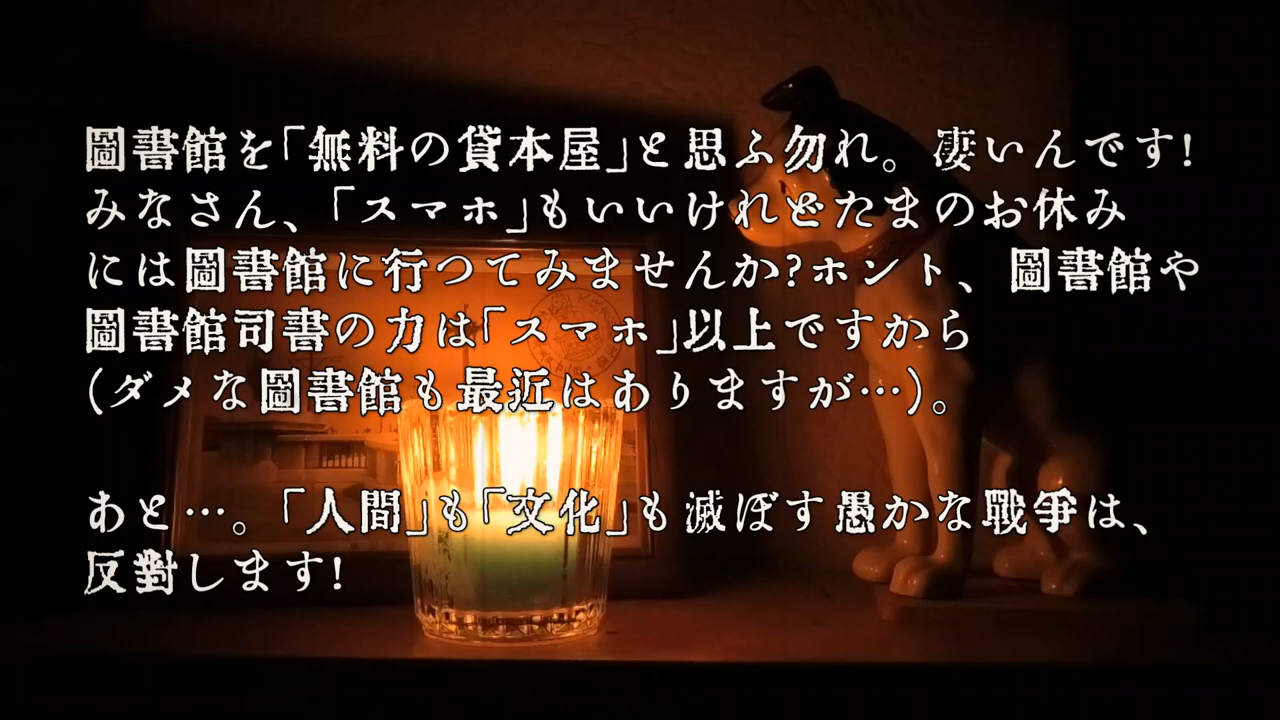 圖書館を「無料の貸本屋」と思ふ勿れ。凄いんです!
みなさん、「スマホ」もいいけれどたまのお休み
には圖書館に行つてみませんか?ホント、圖書館や
圖書館司書の力は「スマホ」以上ですから
(ダメな圖書館も最近はありますが…)。
あと…。「人間」も「文化」も滅ぼす愚かな戰爭は、
反對します!